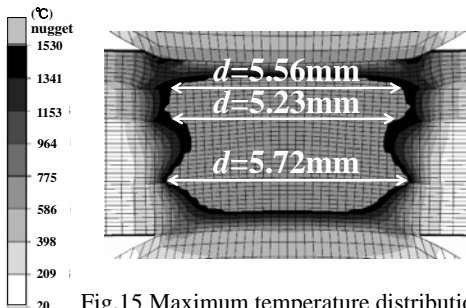 (℃)
nugget
1530
1341
1153
964
775
586
398
209
20
d=5.56mm
d=5.23mm
d=5.72mm
Fig.15 Maximum temperature distributio